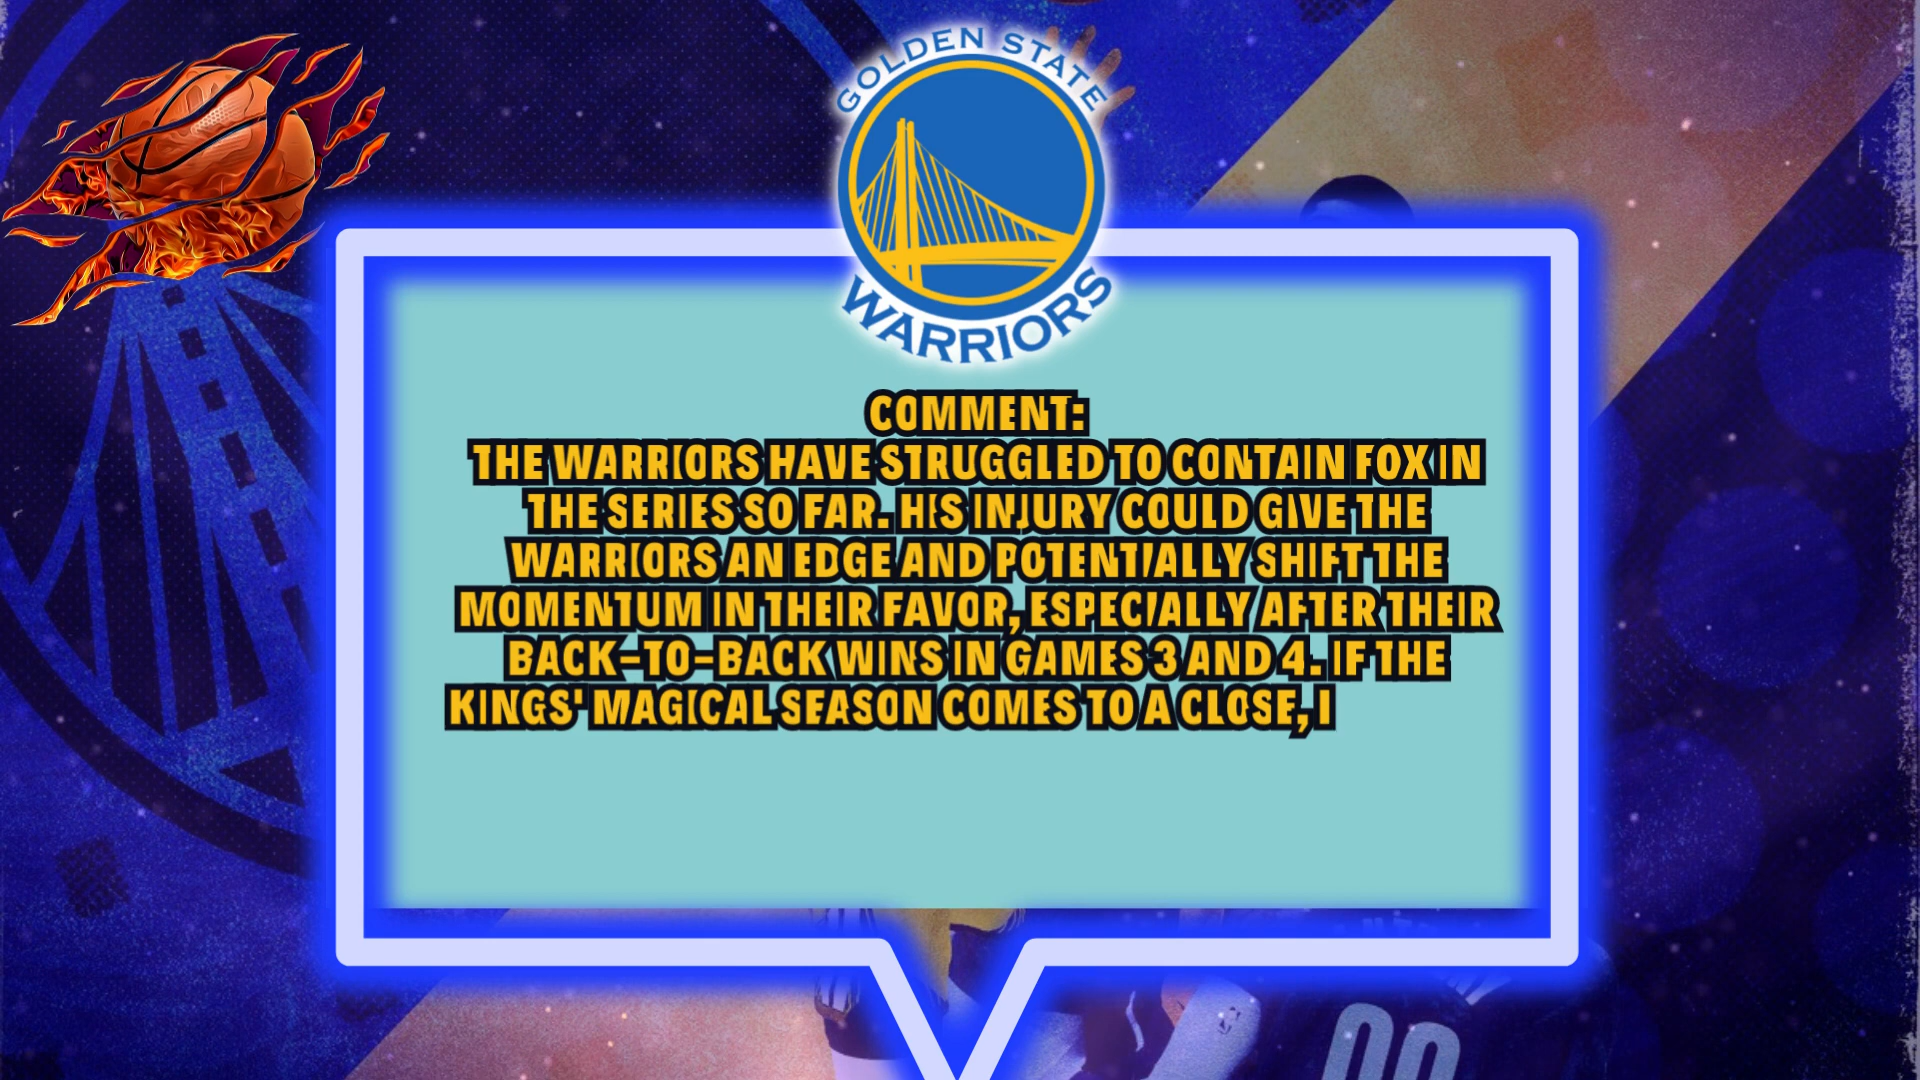 GOLDEN STATE
WARRIORS
COMMENT:
THE WARRIORS HAVE STRUGGLED TO CONTAIN FOX IN
THE SERIES SO FAR. HIS INJURY COULD GIVE THE
WARRIORS AN EDGE AND POTENTIALLY SHIFT THE
MOMENTUM IN THEIR FAVOR, ESPECIALLY AFTER THEIR
BACK-TO-BACK WINS IN GAMES 3 AND 4. IF THE
KINGS' MAGICAL SEASON COMES TO A CLOSE, I